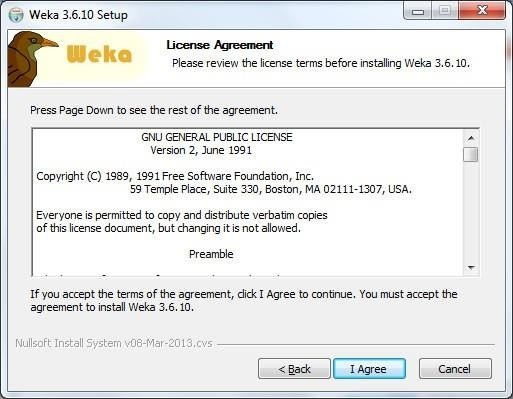 Weka 3.6.10 Setup
Weka
License Agreement
Please review the license terms before installing Weka 3.6.10.
Press Page Down to see the rest of the agreement.
GNU GENERAL PUBLIC LICENSE
Version 2, June 1991
Copyright (C) 1989, 1991 Free Software Foundation, Inc.
59 Temple Place, Suite 330, Boston, MA 02111-1307, USA.
Everyone is permitted to copy and distribute verbatim copies
of this license document, but changing it is not allowed.
Preamble
If you accept the terms of the agreement, click I Agree to continue. You must accept the
agreement to install Weka 3.6.10.
Nullsoft Install System v08-Mar-2013.cvs
< Back
I Agree
Cancel